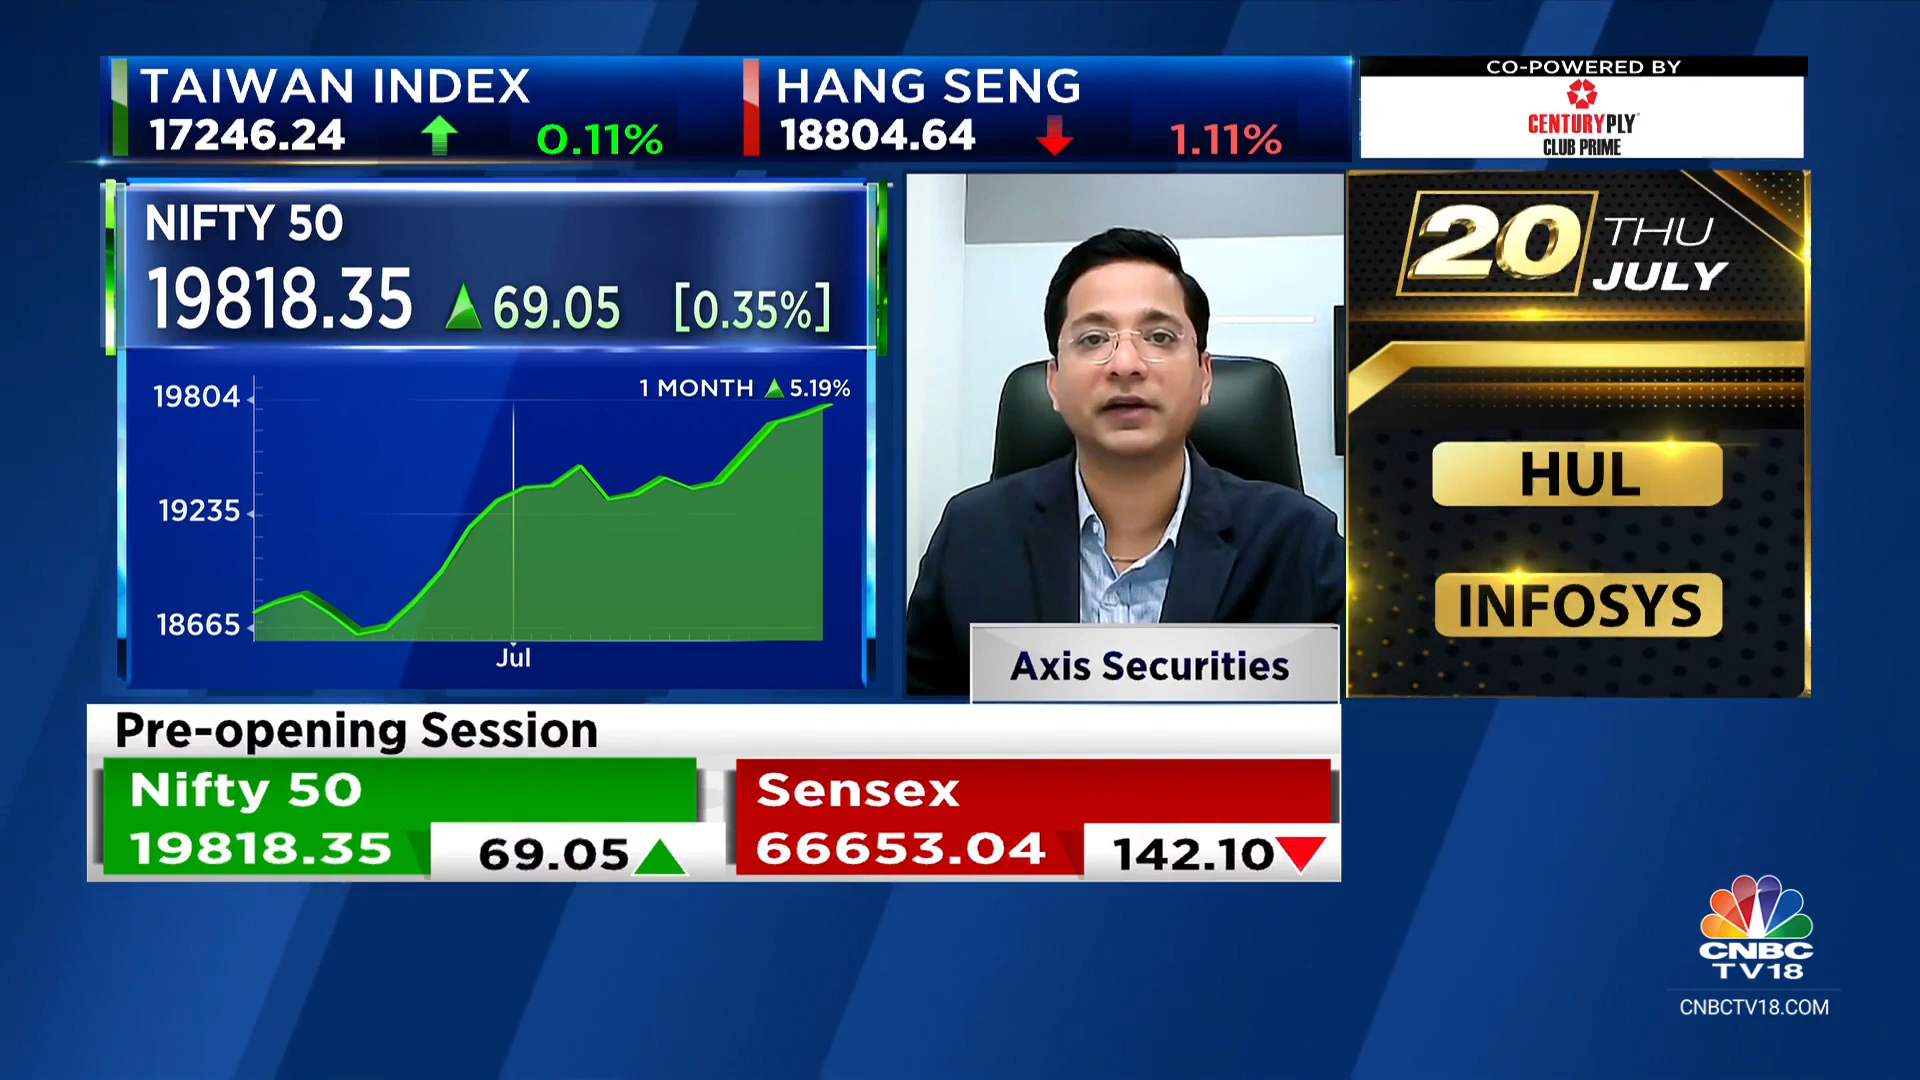 TAIWAN INDEX
17246.24 0.11%
HANG SENG
18804.64 1.11%
CO-POWERED BY
CENTURYPLY
CLUB PRIME
NIFTY 50
19818.35 69.05 [0.35%]
1 MONTH 5.19%
19804
19235
18665
Jul
Axis Securities
20 THU
JULY
HUL
INFOSYS
Pre-opening Session
Nifty 50
19818.35 69.05
Sensex
66653.04 142.10
CNBC
TV18
CNBCTV18.COM